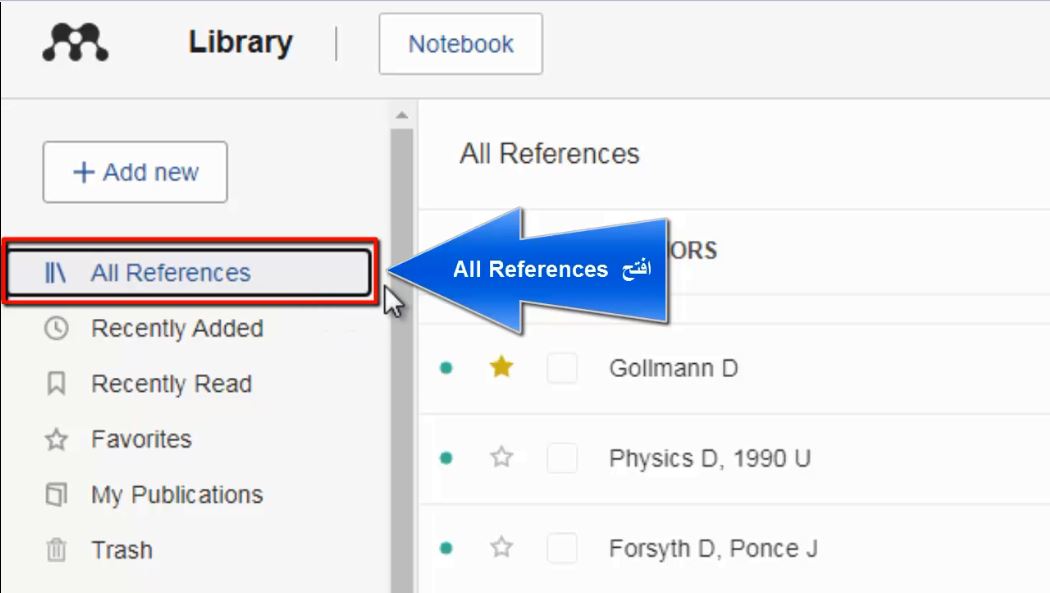 Library
Notebook
+ Add new
All References
All References
افتح All References
ORS
Recently Added
Recently Read
Favorites
My Publications
Trash
Gollmann D
Physics D, 1990 U
Forsyth D, Ponce J